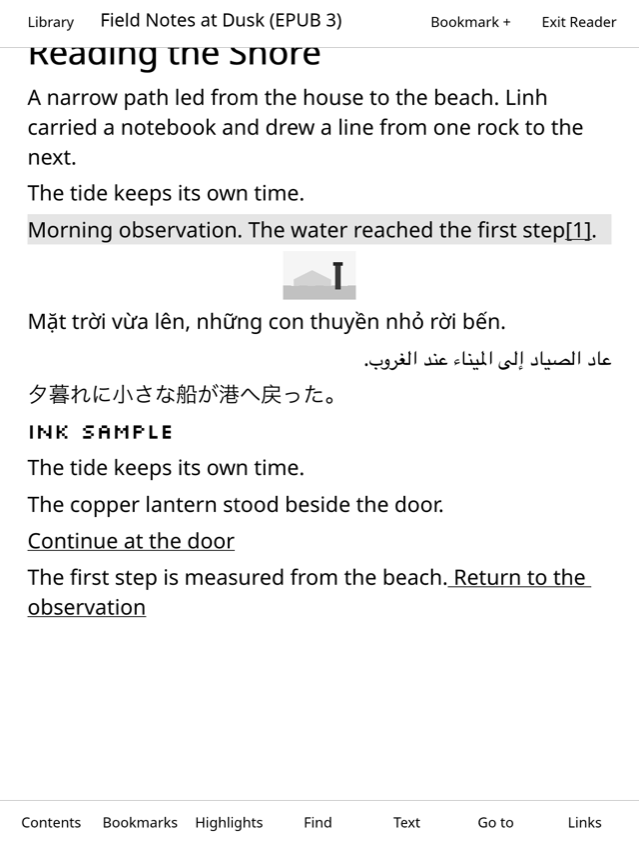 Library
Field Notes at Dusk (EPUB 3)
Bookmark +
Exit Reader
Reading the Shore
A narrow path led from the house to the beach. Linh
carried a notebook and drew a line from one rock to the
next.
The tide keeps its own time.
Morning observation. The water reached the first step[1].
Mặt trời vừa lên, những con thuyền nhỏ rời bến.
عاد الصياد إلى الميناء عند الغروب.
夕暮れに小さな船が港へ戻った。
INK SAMPLE
The tide keeps its own time.
The copper lantern stood beside the door.
Continue at the door
The first step is measured from the beach. Return to the
observation
Contents
Bookmarks
Highlights
Find
Text
Go to
Links